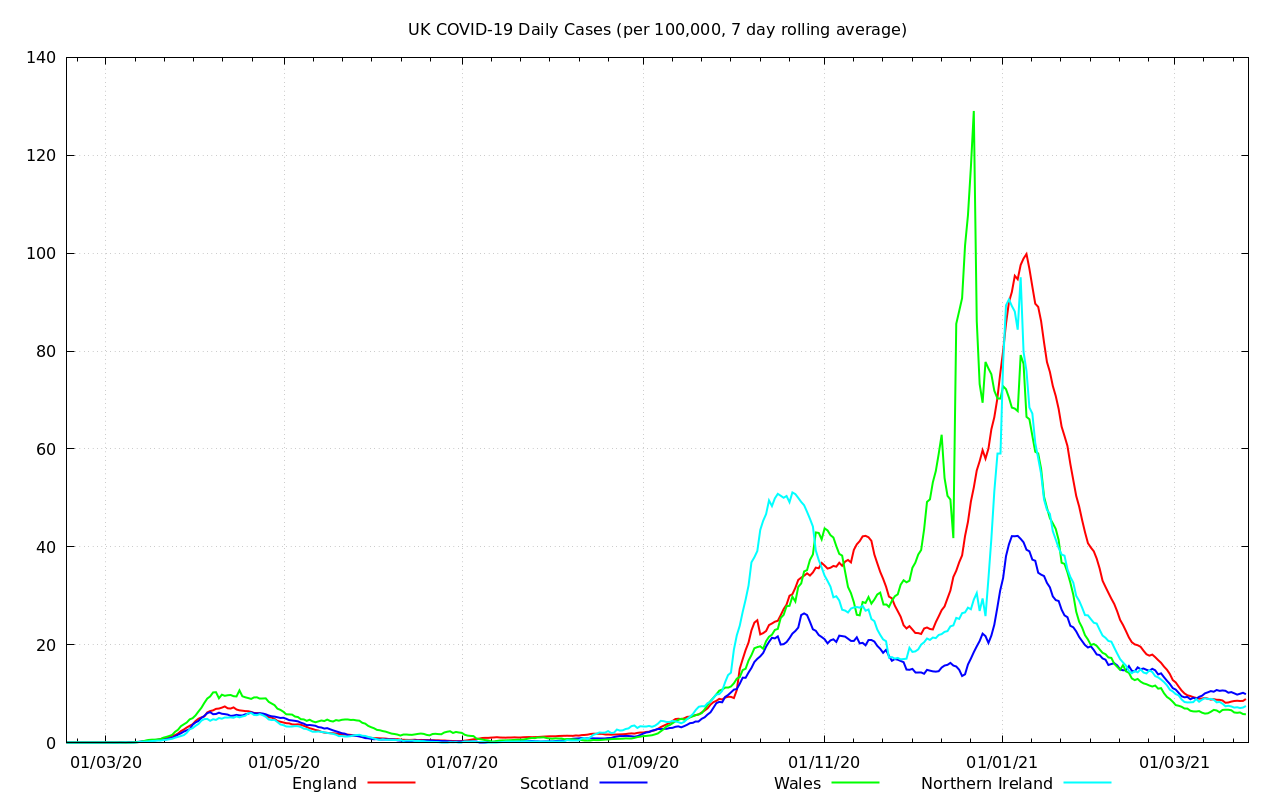 UK COVID-19 Daily Cases (per 100,000, 7 day rolling average)
140
120
100
80
60
40
20
0
01/03/20 01/05/20 01/07/20 01/09/20 01/11/20 01/01/21 01/03/21
England Scotland Wales Northern Ireland